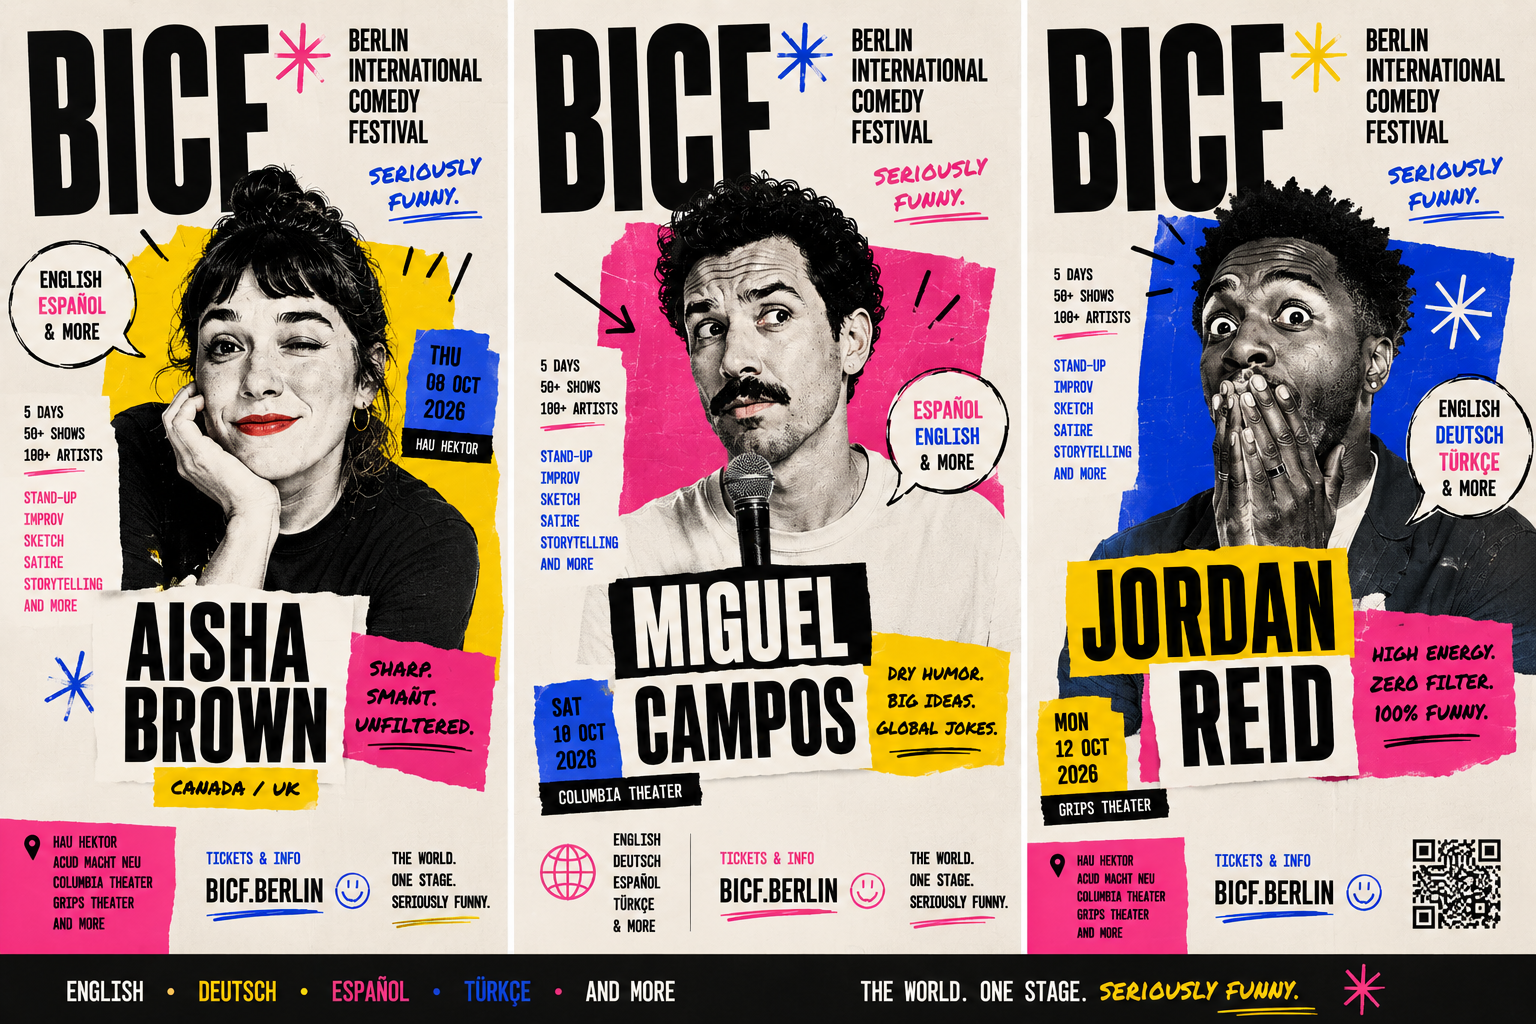 BICF
BERLIN
INTERNATIONAL
COMEDY
FESTIVAL
SERIOUSLY
FUNNY.
ENGLISH
ESPAÑOL
& MORE
THU
08 OCT
2026
HAU HEKTOR
5 DAYS
50+ SHOWS
100+ ARTISTS
STAND-UP
IMPROV
SKETCH
SATIRE
STORYTELLING
AND MORE
AISHA
BROWN
SHARP.
SMAÑT.
UNFILTERED.
CANADA / UK
HAU HEKTOR
ACUD MACHT NEU
COLUMBIA THEATER
GRIPS THEATER
AND MORE
TICKETS & INFO
BICF.BERLIN
THE WORLD.
ONE STAGE.
SERIOUSLY FUNNY.
BICF
BERLIN
INTERNATIONAL
COMEDY
FESTIVAL
SERIOUSLY
FUNNY.
5 DAYS
50+ SHOWS
100+ ARTISTS
STAND-UP
IMPROV
SKETCH
SATIRE
STORYTELLING
AND MORE
ESPAÑOL
ENGLISH
& MORE
MIGUEL
CAMPOS
SAT
10 OCT
2026
COLUMBIA THEATER
DRY HUMOR.
BIG IDEAS.
GLOBAL JOKES.
ENGLISH
DEUTSCH
ESPAÑOL
TÜRKÇE
& MORE
TICKETS & INFO
BICF.BERLIN
THE WORLD.
ONE STAGE.
SERIOUSLY FUNNY.
BICF
BERLIN
INTERNATIONAL
COMEDY
FESTIVAL
SERIOUSLY
FUNNY.
5 DAYS
50+ SHOWS
100+ ARTISTS
STAND-UP
IMPROV
SKETCH
SATIRE
STORYTELLING
AND MORE
ENGLISH
DEUTSCH
TÜRKÇE
& MORE
JORDAN
REID
HIGH ENERGY.
ZERO FILTER.
100% FUNNY.
MON
12 OCT
2026
GRIPS THEATER
HAU HEKTOR
ACUD MACHT NEU
COLUMBIA THEATER
GRIPS THEATER
AND MORE
TICKETS & INFO
BICF.BERLIN
ENGLISH • DEUTSCH • ESPAÑOL • TÜRKÇE • AND MORE
THE WORLD. ONE STAGE. SERIOUSLY FUNNY.